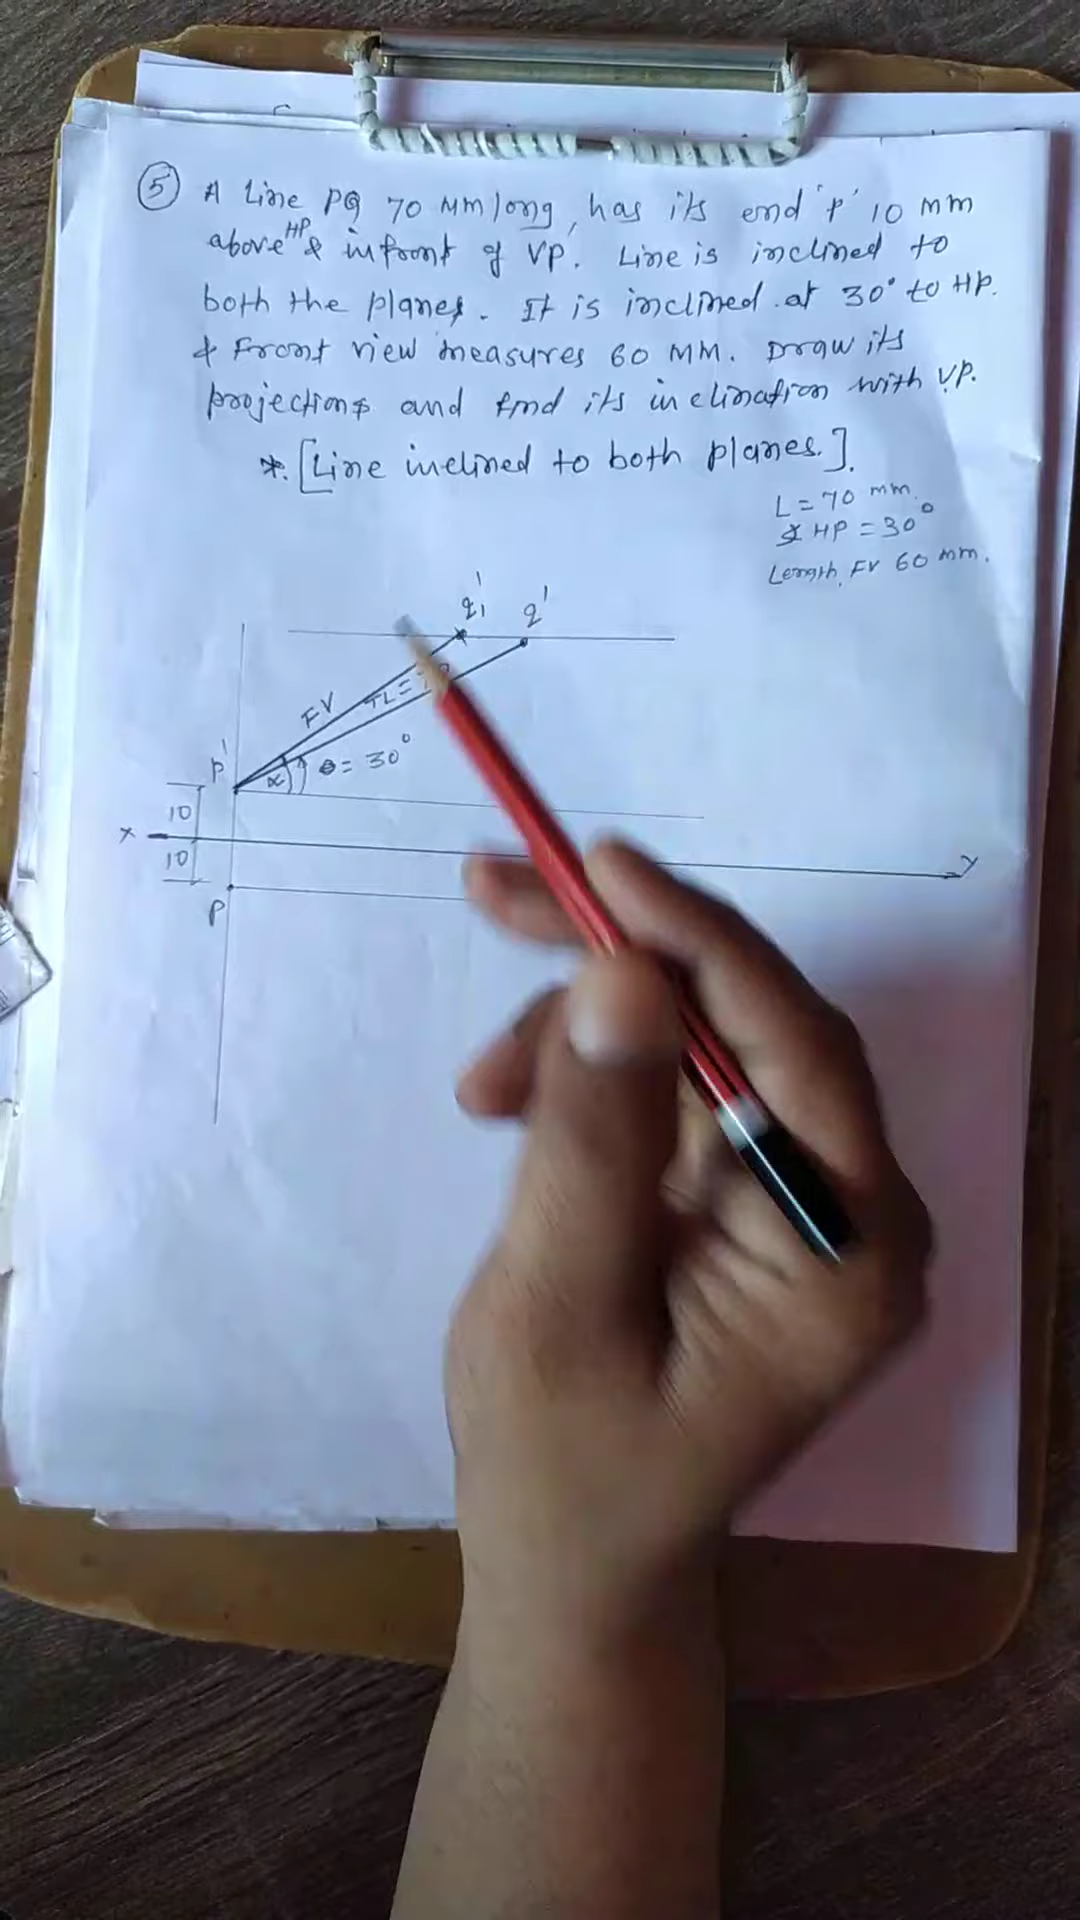 5 A Line PQ 70 MM long, has its end 'P' 10 MM
above HP & infront of VP. Line is inclined to
both the planes. It is inclined at 30° to HP.
& Front view measures 60 MM. Draw its
projections and find its inclination with VP.
*. [Line inclined to both planes.].
L = 70 mm.
∡ HP = 30°
Length, FV 60 mm.
q1' q'
FV TL=
p' α θ = 30°
10
X Y
10
P